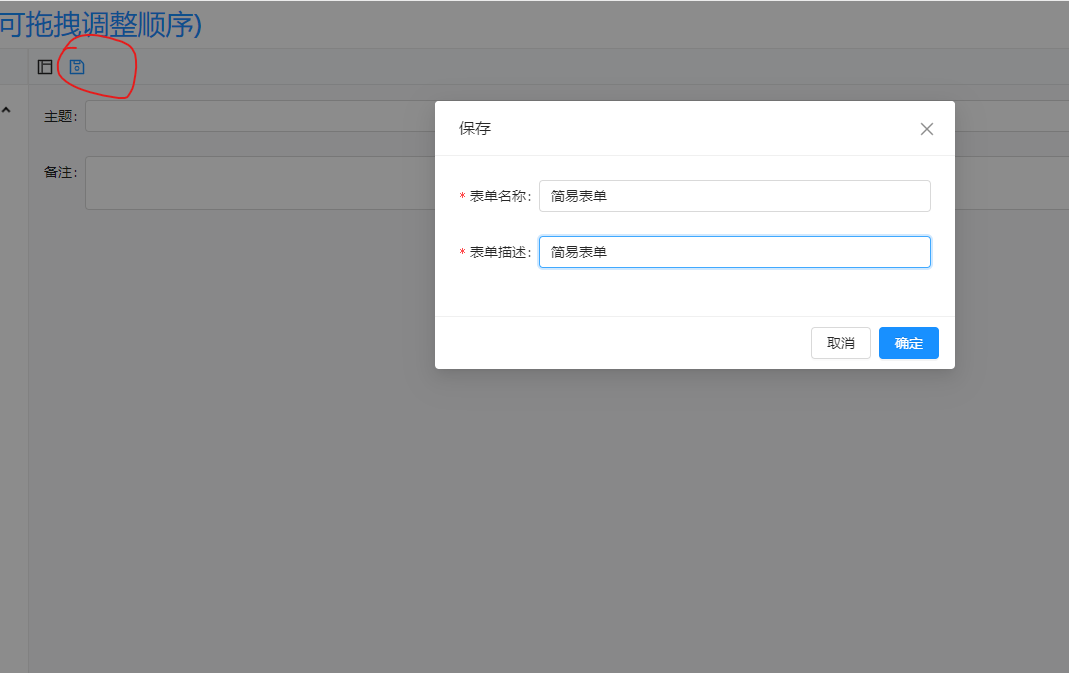 可拖拽调整顺序)
主题:
备注:
保存
* 表单名称: 简易表单
* 表单描述: 简易表单
取消 确定